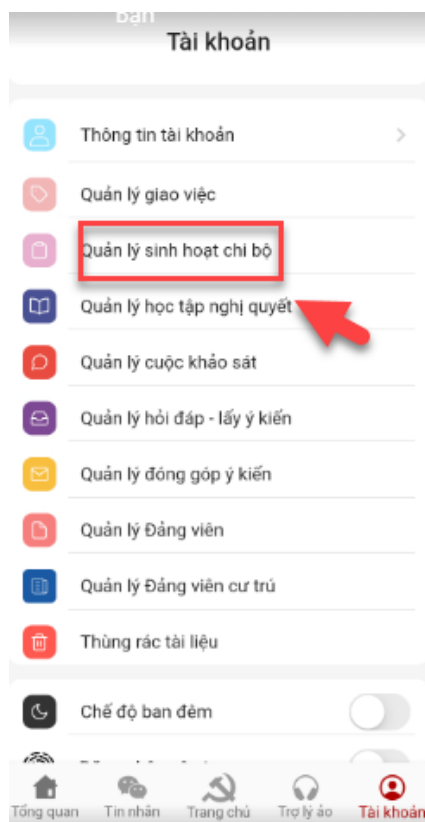 Bạn
Tài khoản
Thông tin tài khoản
Quản lý giao việc
Quản lý sinh hoạt chi bộ
Quản lý học tập nghị quyết
Quản lý cuộc khảo sát
Quản lý hỏi đáp - lấy ý kiến
Quản lý đóng góp ý kiến
Quản lý Đảng viên
Quản lý Đảng viên cư trú
Thùng rác tài liệu
Chế độ ban đêm
Tổng quan Tin nhắn Trang chủ Trợ lý ảo Tài khoản